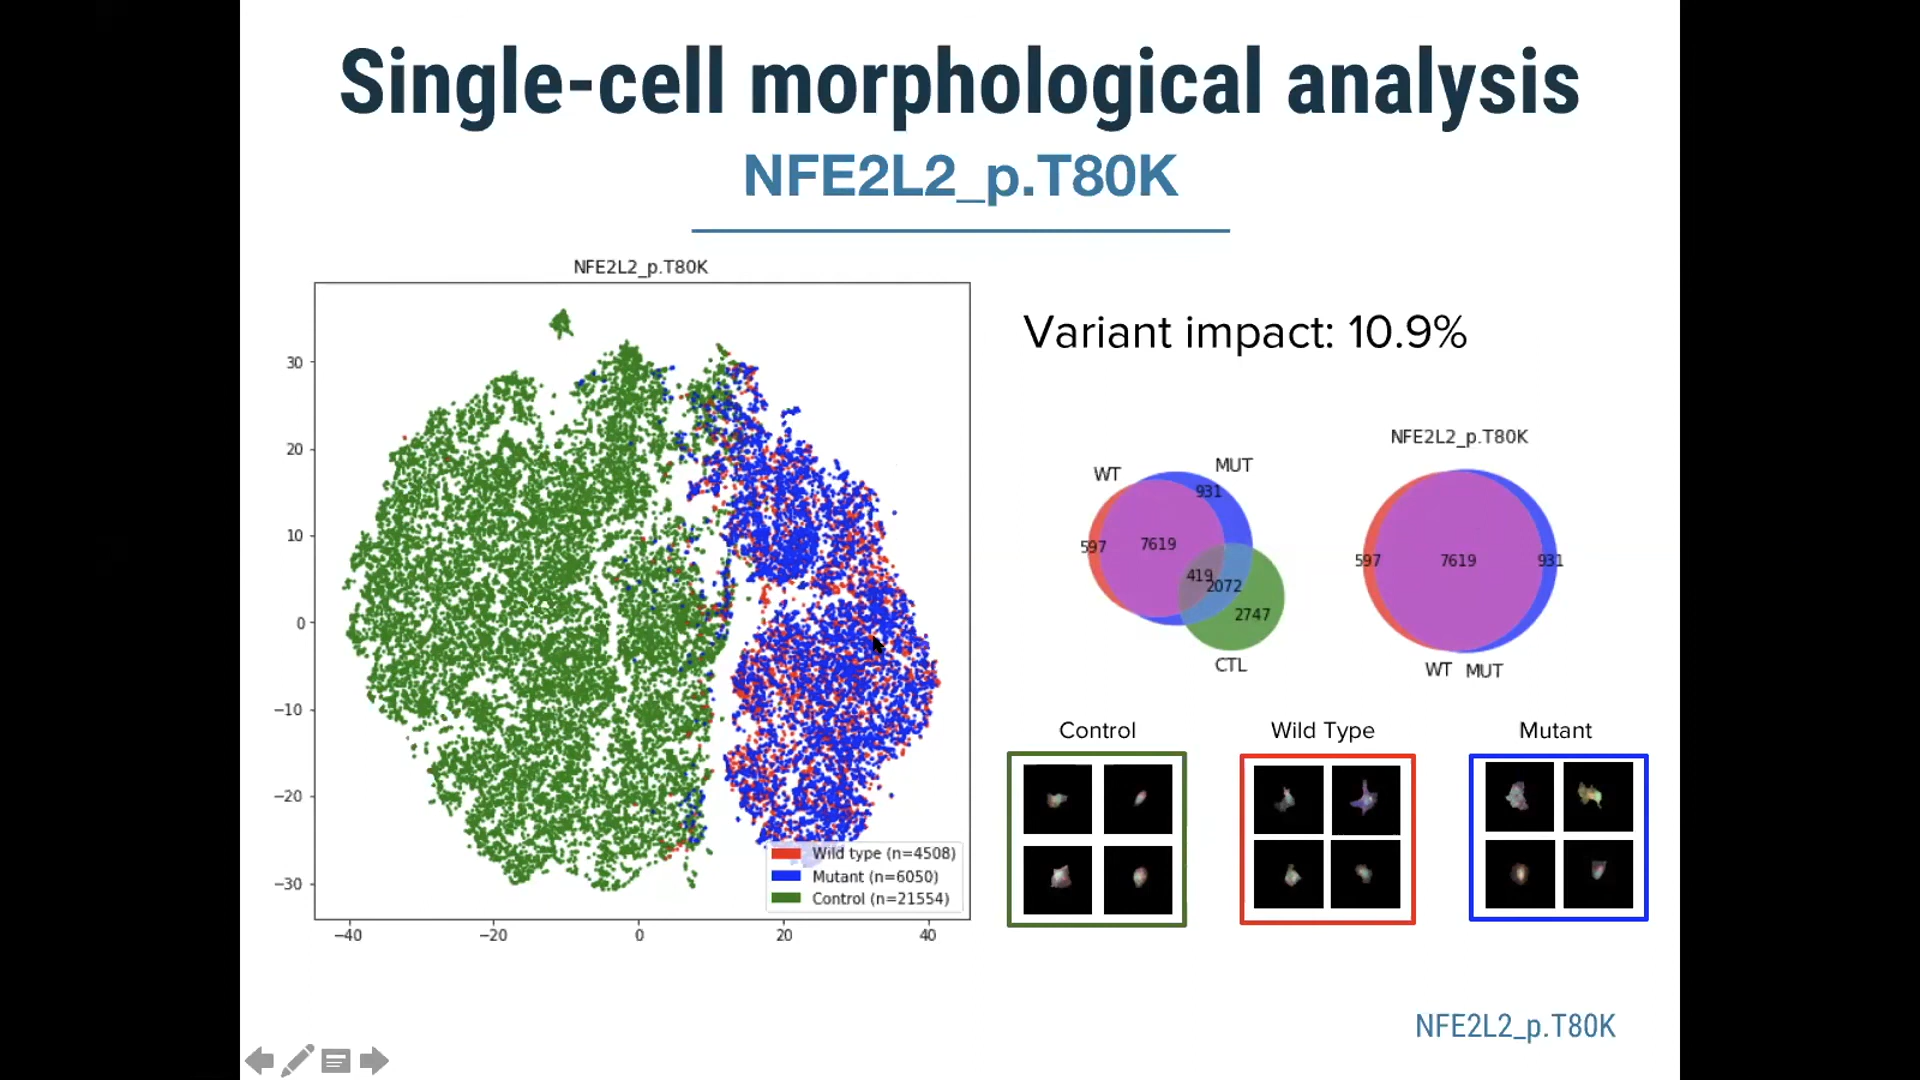 Single-cell morphological analysis
NFE2L2_p.T80K
NFE2L2_p.T80K
30
20
10
0
−10
−20
−30
−40
−20
0
20
40
Wild type (n=4508)
Mutant (n=6050)
Control (n=21554)
Variant impact: 10.9%
WT
MUT
931
597
7619
419
2072
2747
CTL
NFE2L2_p.T80K
597
7619
931
WT MUT
Control
Wild Type
Mutant
NFE2L2_p.T80K